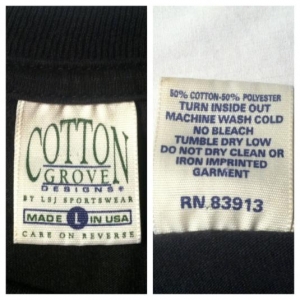 COTTON
GROVE
DESIGNS®
BY LSJ SPORTSWEAR
MADE L IN USA
CARE ON REVERSE
50% COTTON-50% POLYESTER
TURN INSIDE OUT
MACHINE WASH COLD
NO BLEACH
TUMBLE DRY LOW
DO NOT DRY CLEAN OR
IRON IMPRINTED
GARMENT
RN 83913